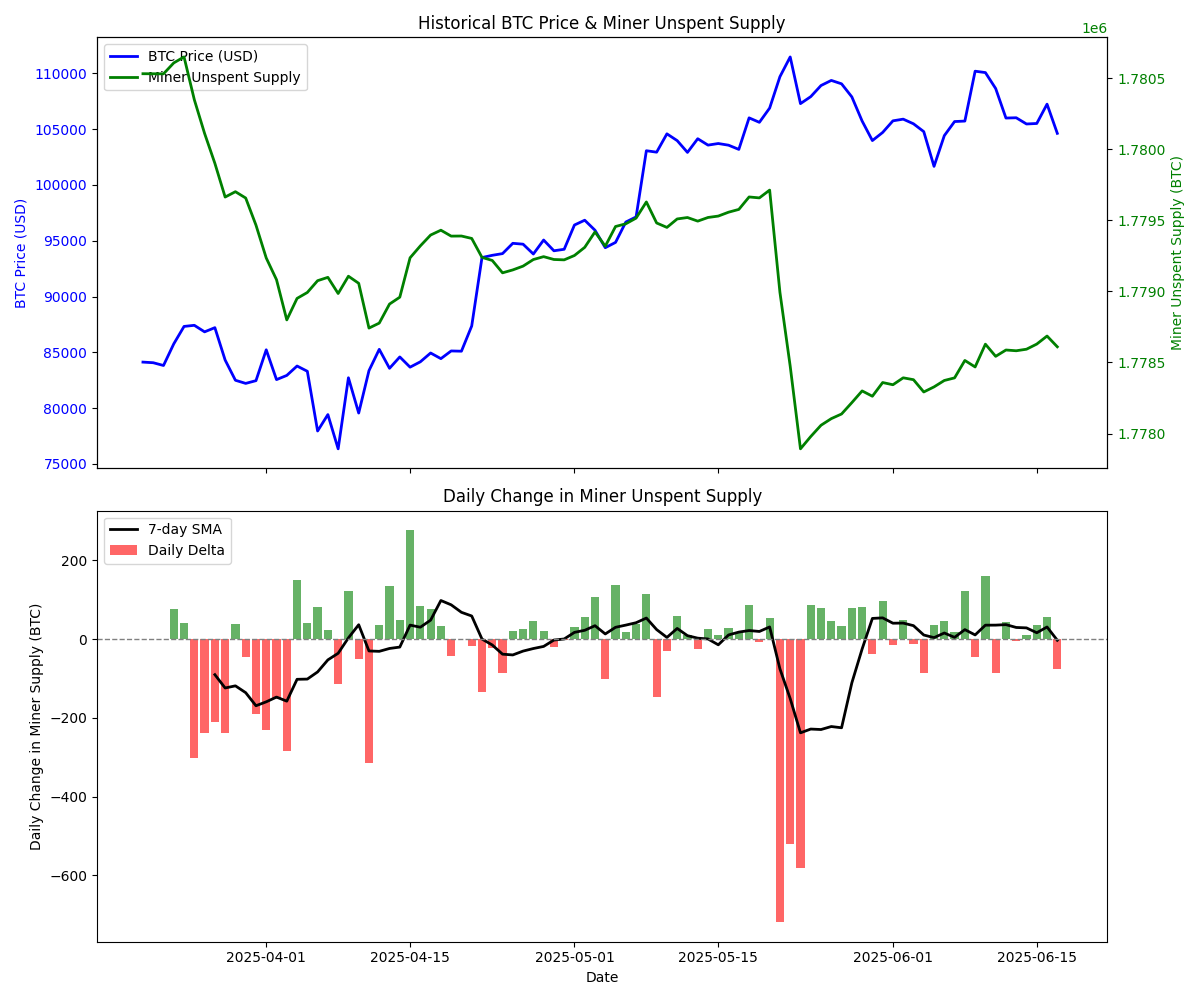 Historical BTC Price & Miner Unspent Supply
1e6
BTC Price (USD)
Miner Unspent Supply
110000
105000
100000
95000
90000
85000
80000
75000
BTC Price (USD)
1.7805
1.7800
1.7795
1.7790
1.7785
1.7780
Miner Unspent Supply (BTC)
Daily Change in Miner Unspent Supply
7-day SMA
Daily Delta
200
0
−200
−400
−600
Daily Change in Miner Supply (BTC)
2025-04-01
2025-04-15
2025-05-01
2025-05-15
2025-06-01
2025-06-15
Date